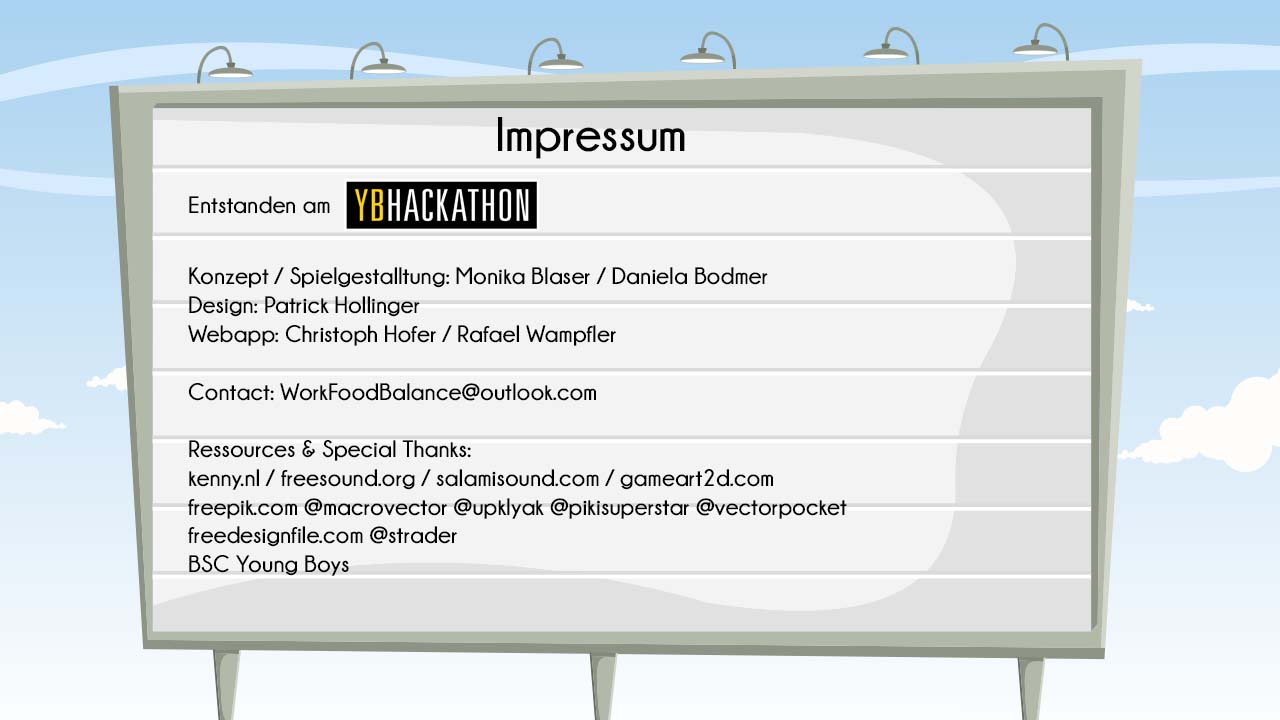 Impressum
Entstanden am YBHACKATHON
Konzept / Spielgestalltung: Monika Blaser / Daniela Bodmer
Design: Patrick Hollinger
Webapp: Christoph Hofer / Rafael Wampfler
Contact: WorkFoodBalance@outlook.com
Ressources & Special Thanks:
kenny.nl / freesound.org / salamisound.com / gameart2d.com
freepik.com @macrovector @upklyak @pikisuperstar @vectorpocket
freedesignfile.com @strader
BSC Young Boys